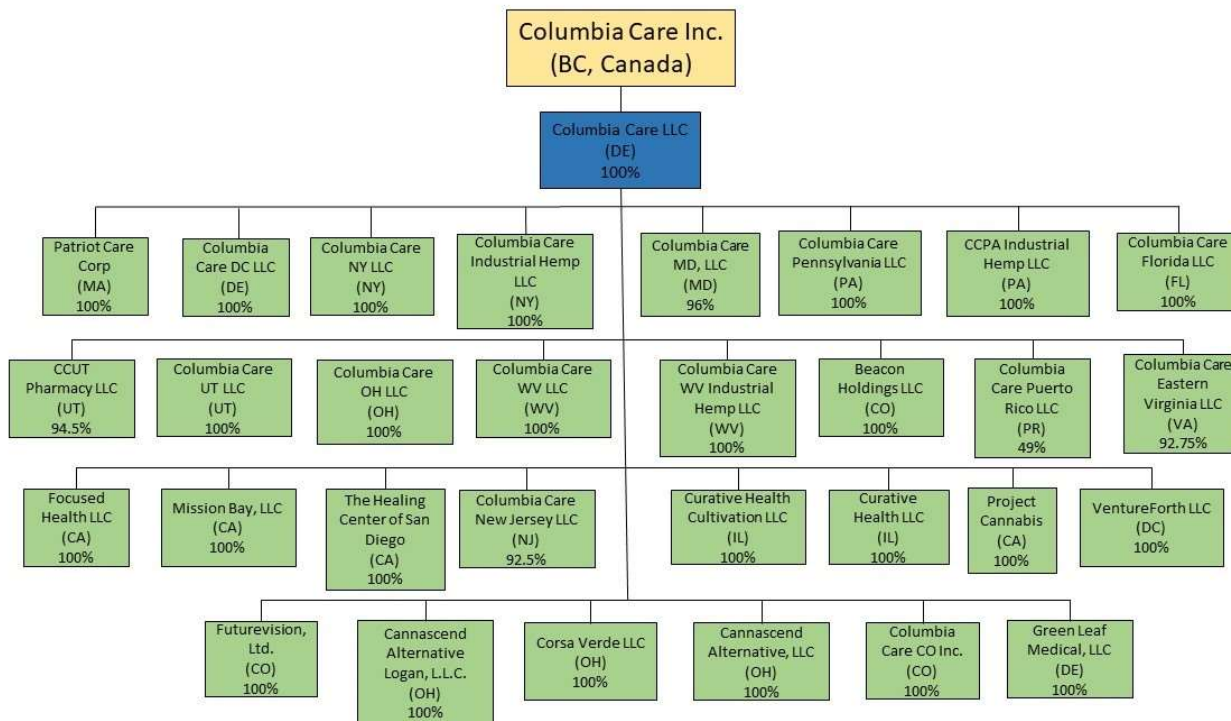 Columbia Care Inc.
(BC, Canada)
Columbia Care LLC
(DE)
100%
Patriot Care
Corp
(MA)
100%
Columbia
Care DC LLC
(DE)
100%
Columbia Care
NY LLC
(NY)
100%
Columbia Care
Industrial Hemp
LLC
(NY)
100%
Columbia Care
MD, LLC
(MD)
96%
Columbia Care
Pennsylvania LLC
(PA)
100%
CCPA Industrial
Hemp LLC
(PA)
100%
Columbia Care
Florida LLC
(FL)
100%
CCUT
Pharmacy LLC
(UT)
94.5%
Columbia Care
UT LLC
(UT)
100%
Columbia Care
OH LLC
(OH)
100%
Columbia Care
WV LLC
(WV)
100%
Columbia Care
WV Industrial
Hemp LLC
(WV)
100%
Beacon
Holdings LLC
(CO)
100%
Columbia
Care Puerto
Rico LLC
(PR)
49%
Columbia Care
Eastern
Virginia LLC
(VA)
92.75%
Focused
Health LLC
(CA)
100%
Mission Bay, LLC
(CA)
100%
The Healing
Center of San
Diego
(CA)
100%
Columbia Care
New Jersey LLC
(NJ)
92.5%
Curative Health
Cultivation LLC
(IL)
100%
Curative
Health LLC
(IL)
100%
Project
Cannabis
(CA)
100%
VentureForth LLC
(DC)
100%
Futurevision,
Ltd.
(CO)
100%
Cannascend
Alternative
Logan, L.L.C.
(OH)
100%
Corsa Verde LLC
(OH)
100%
Cannascend
Alternative, LLC
(OH)
100%
Columbia
Care CO Inc.
(CO)
100%
Green Leaf
Medical, LLC
(DE)
100%